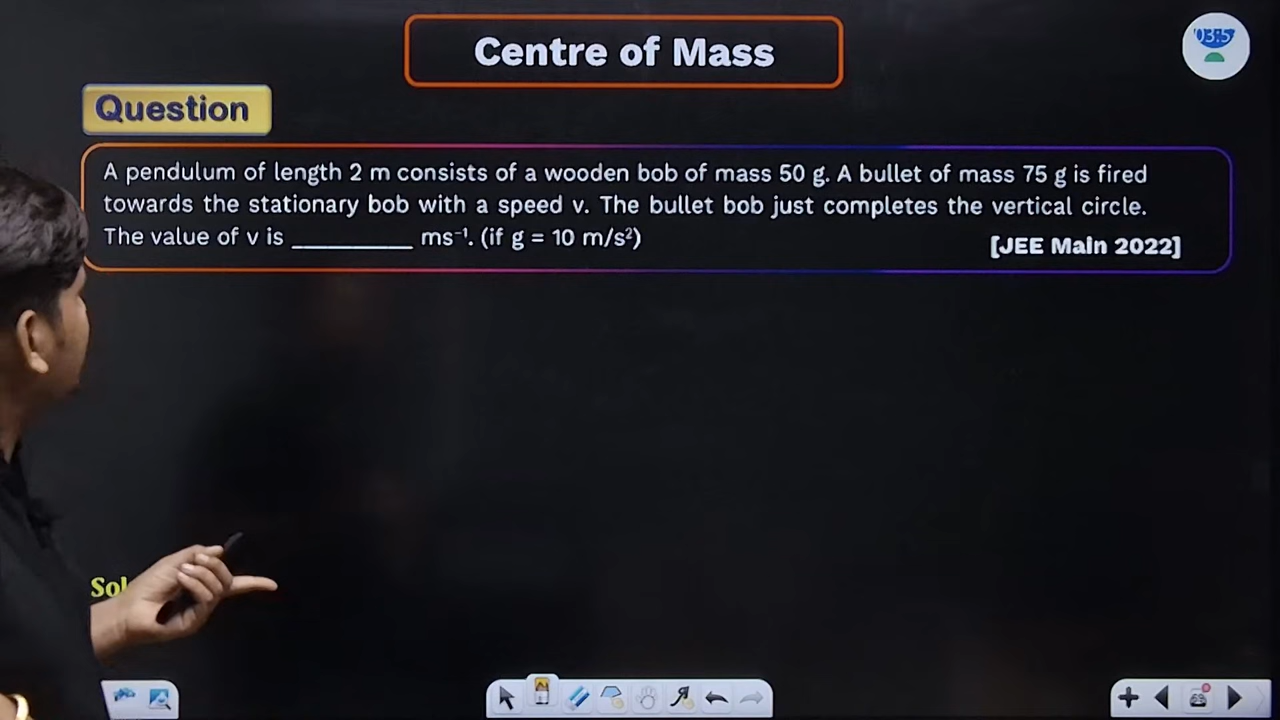 Centre of Mass
Question
A pendulum of length 2 m consists of a wooden bob of mass 50 g. A bullet of mass 75 g is fired
towards the stationary bob with a speed v. The bullet bob just completes the vertical circle.
The value of v is __________ ms⁻¹. (if g = 10 m/s²)
[JEE Main 2022]